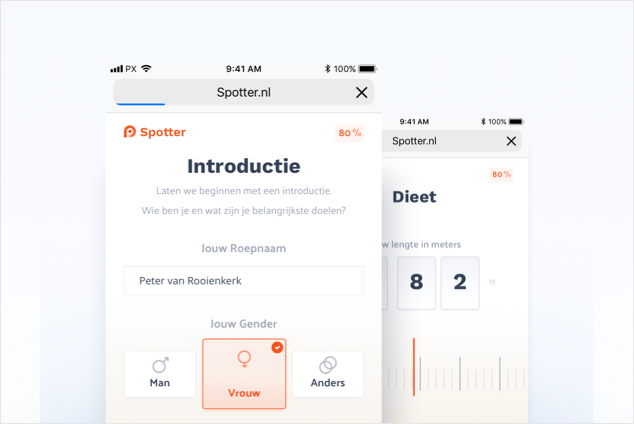 PX
9:41 AM
100%
Spotter.nl
Spotter
80%
Introductie
Laten we beginnen met een introductie.
Wie ben je en wat zijn je belangrijkste doelen?
Jouw Roepnaam
Peter van Rooienkerk
Jouw Gender
Man
Vrouw
Anders
9:41 AM
100%
Spotter.nl
80%
Dieet
w lengte in meters
8 2 M